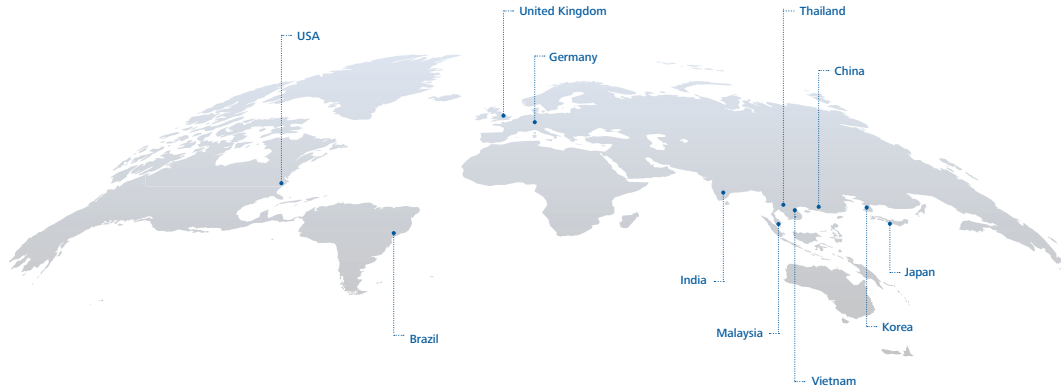 United Kingdom
Thailand
USA
Germany
China
India
Japan
Malaysia
Korea
Brazil
Vietnam